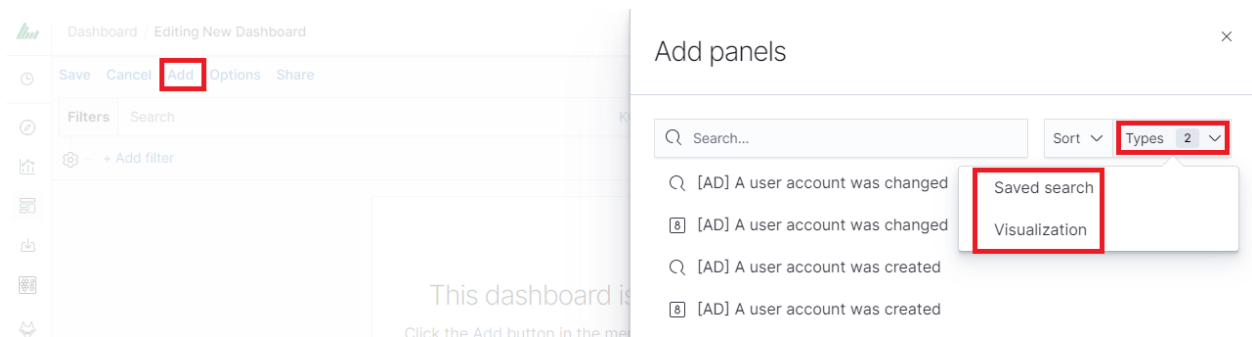 Dashboard / Editing New Dashboard
Save Cancel Add Options Share
Filters Search
+ Add filter
This dashboard is
Click the Add button in the me
Add panels
Search...
Sort
Types 2
Saved search
Visualization
[AD] A user account was changed
8 [AD] A user account was changed
[AD] A user account was created
8 [AD] A user account was created